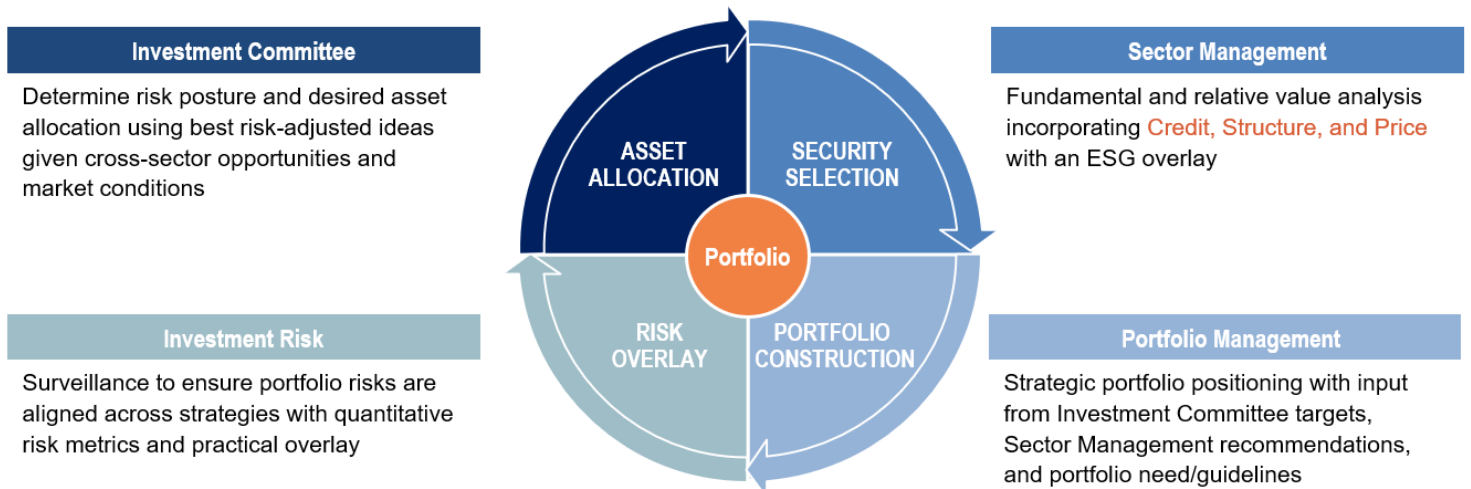 Investment Committee
Determine risk posture and desired asset
allocation using best risk-adjusted ideas
given cross-sector opportunities and
market conditions
ASSET
ALLOCATION
SECURITY
SELECTION
Sector Management
Fundamental and relative value analysis
incorporating Credit, Structure, and Price
with an ESG overlay
Portfolio
Investment Risk
Surveillance to ensure portfolio risks are
aligned across strategies with quantitative
risk metrics and practical overlay
RISK
OVERLAY
PORTFOLIO
CONSTRUCTION
Portfolio Management
Strategic portfolio positioning with input
from Investment Committee targets,
Sector Management recommendations,
and portfolio need/guidelines